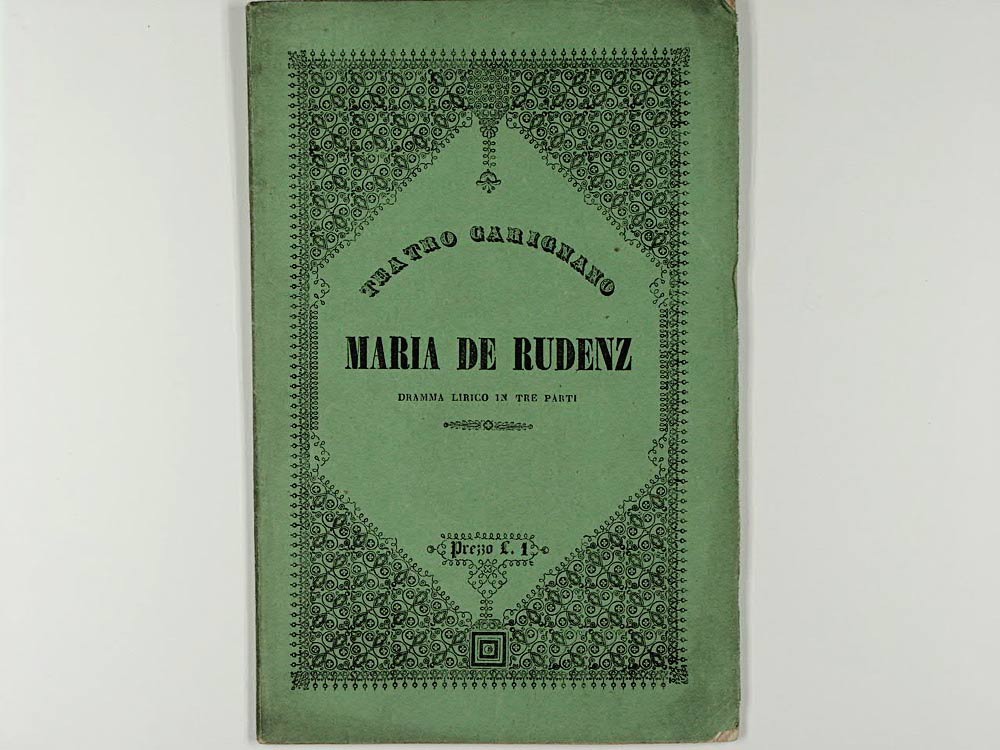 TEATRO CARIGNANO
MARIA DE RUDENZ
DRAMMA LIRICO IN TRE PARTI
Prezzo L. 1